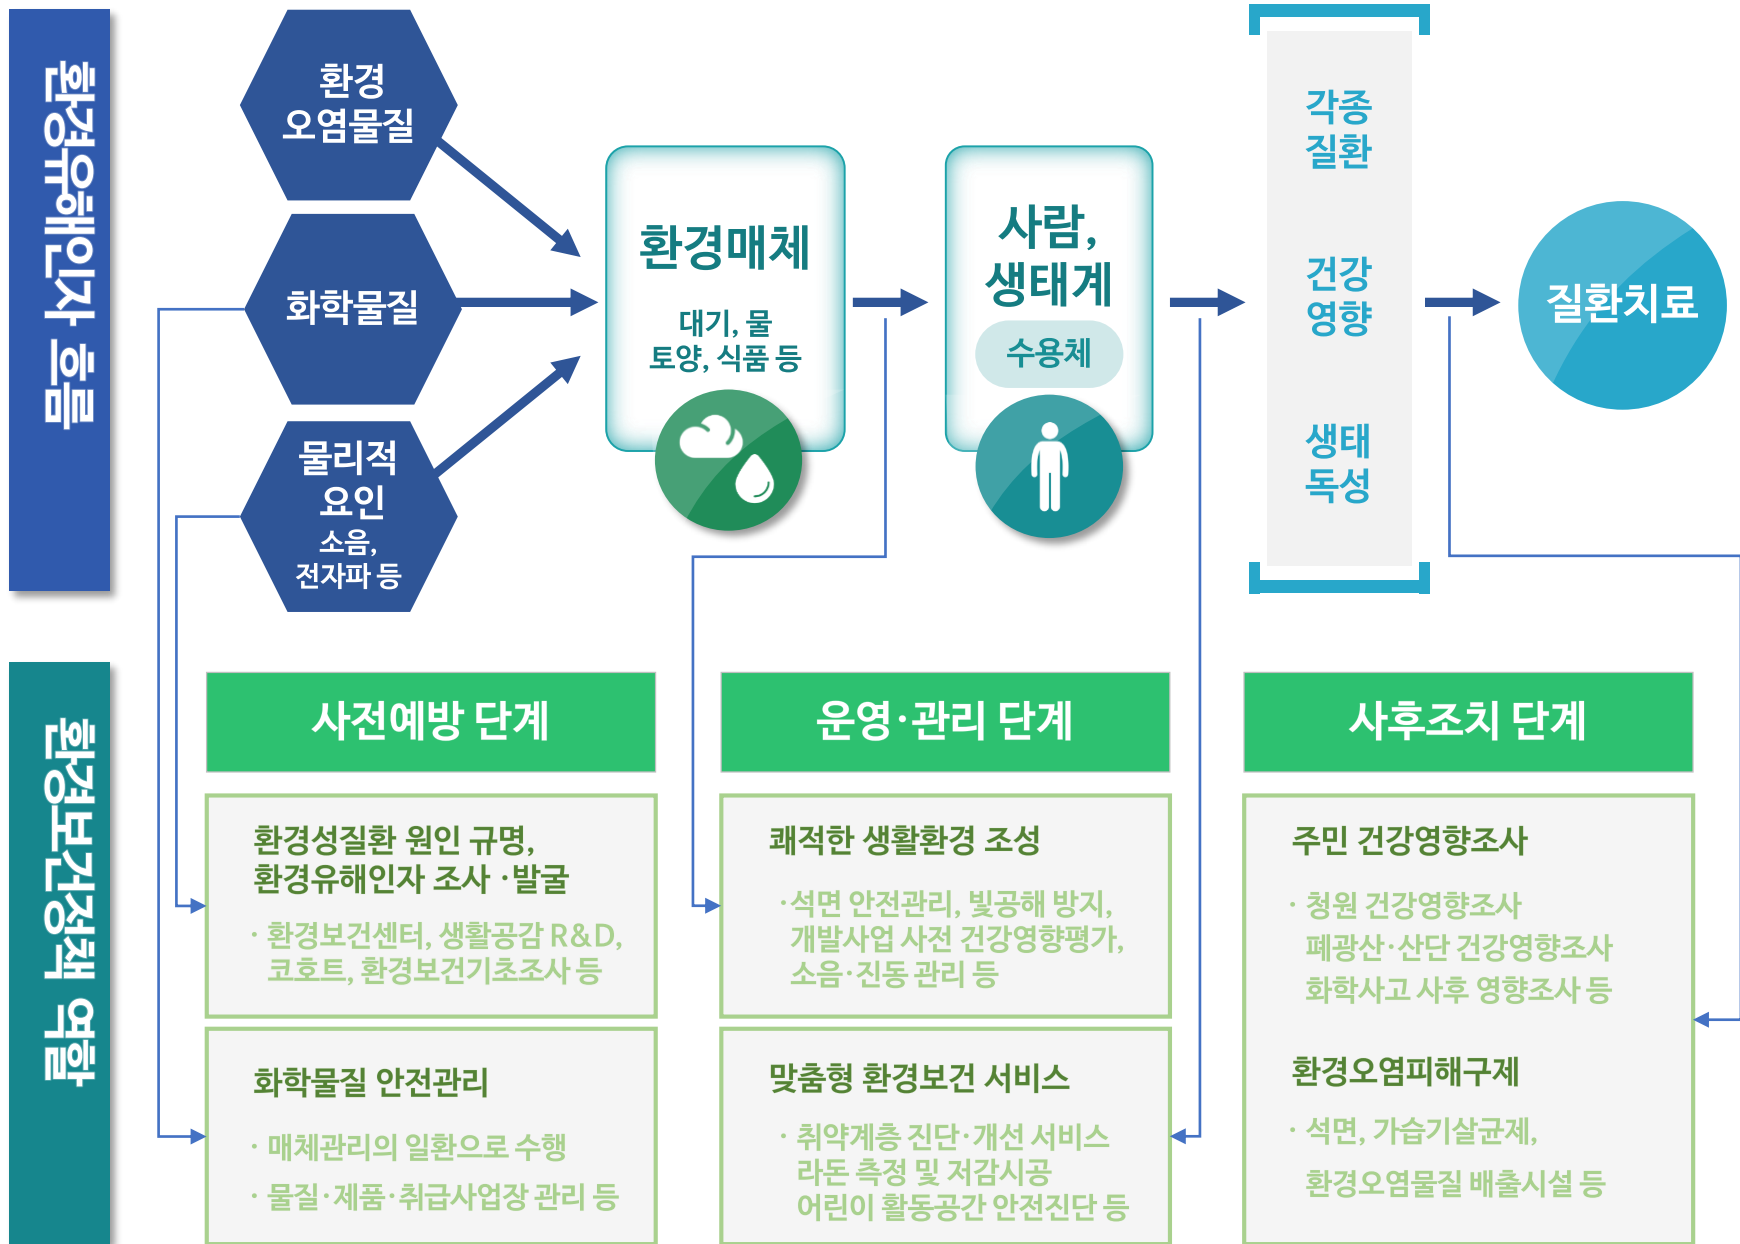 환경유해인자 흐름
환경
오염물질
화학물질
물리적
요인
소음,
전자파 등
환경매체
대기, 물
토양, 식품 등
사람,
생태계
수용체
각종
질환
건강
영향
생태
독성
질환치료
환경보건정책 역할
사전예방 단계
환경성질환 원인 규명,
환경유해인자 조사 ·발굴
· 환경보건센터, 생활공감 R&D,
코호트, 환경보건기초조사 등
화학물질 안전관리
· 매체관리의 일환으로 수행
· 물질·제품·취급사업장 관리 등
운영·관리 단계
쾌적한 생활환경 조성
·석면 안전관리, 빛공해 방지,
개발사업 사전 건강영향평가,
소음·진동 관리 등
맞춤형 환경보건 서비스
· 취약계층 진단·개선 서비스
라돈 측정 및 저감시공
어린이 활동공간 안전진단 등
사후조치 단계
주민 건강영향조사
· 청원 건강영향조사
폐광산·산단 건강영향조사
화학사고 사후 영향조사 등
환경오염피해구제
· 석면, 가습기살균제,
환경오염물질 배출시설 등